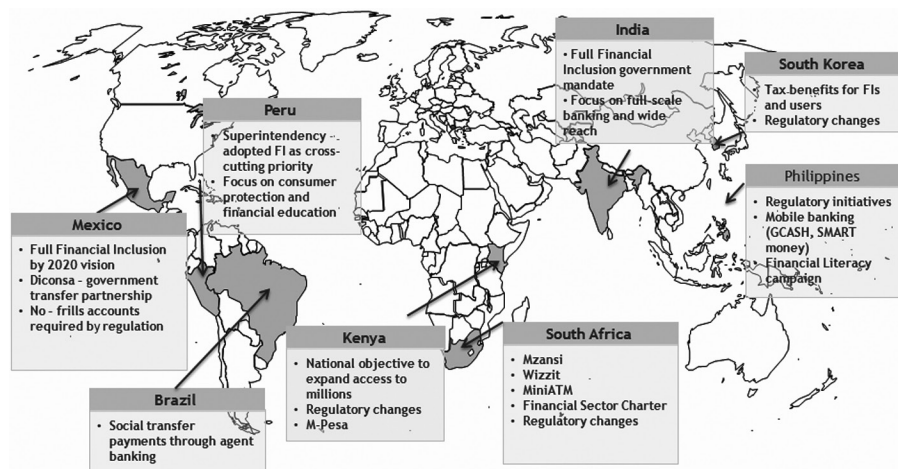 India
• Full Financial
Inclusion government
mandate
• Focus on full-scale
banking and wide
reach
South Korea
• Tax benefits for FIs
and users
• Regulatory changes
Peru
• Superintendency
adopted FI as cross-
cutting priority
• Focus on consumer
protection and
financial education
Philippines
• Regulatory initiatives
• Mobile banking
(GCASH, SMART
money)
• Financial Literacy
campaign
Mexico
• Full Financial Inclusion
by 2020 vision
• Diconsa - government
transfer partnership
• No - frills accounts
required by regulation
Kenya
• National objective to
expand access to
millions
• Regulatory changes
• M-Pesa
South Africa
• Mzansi
• Wizzit
• MiniATM
• Financial Sector Charter
• Regulatory changes
Brazil
• Social transfer
payments through agent
banking